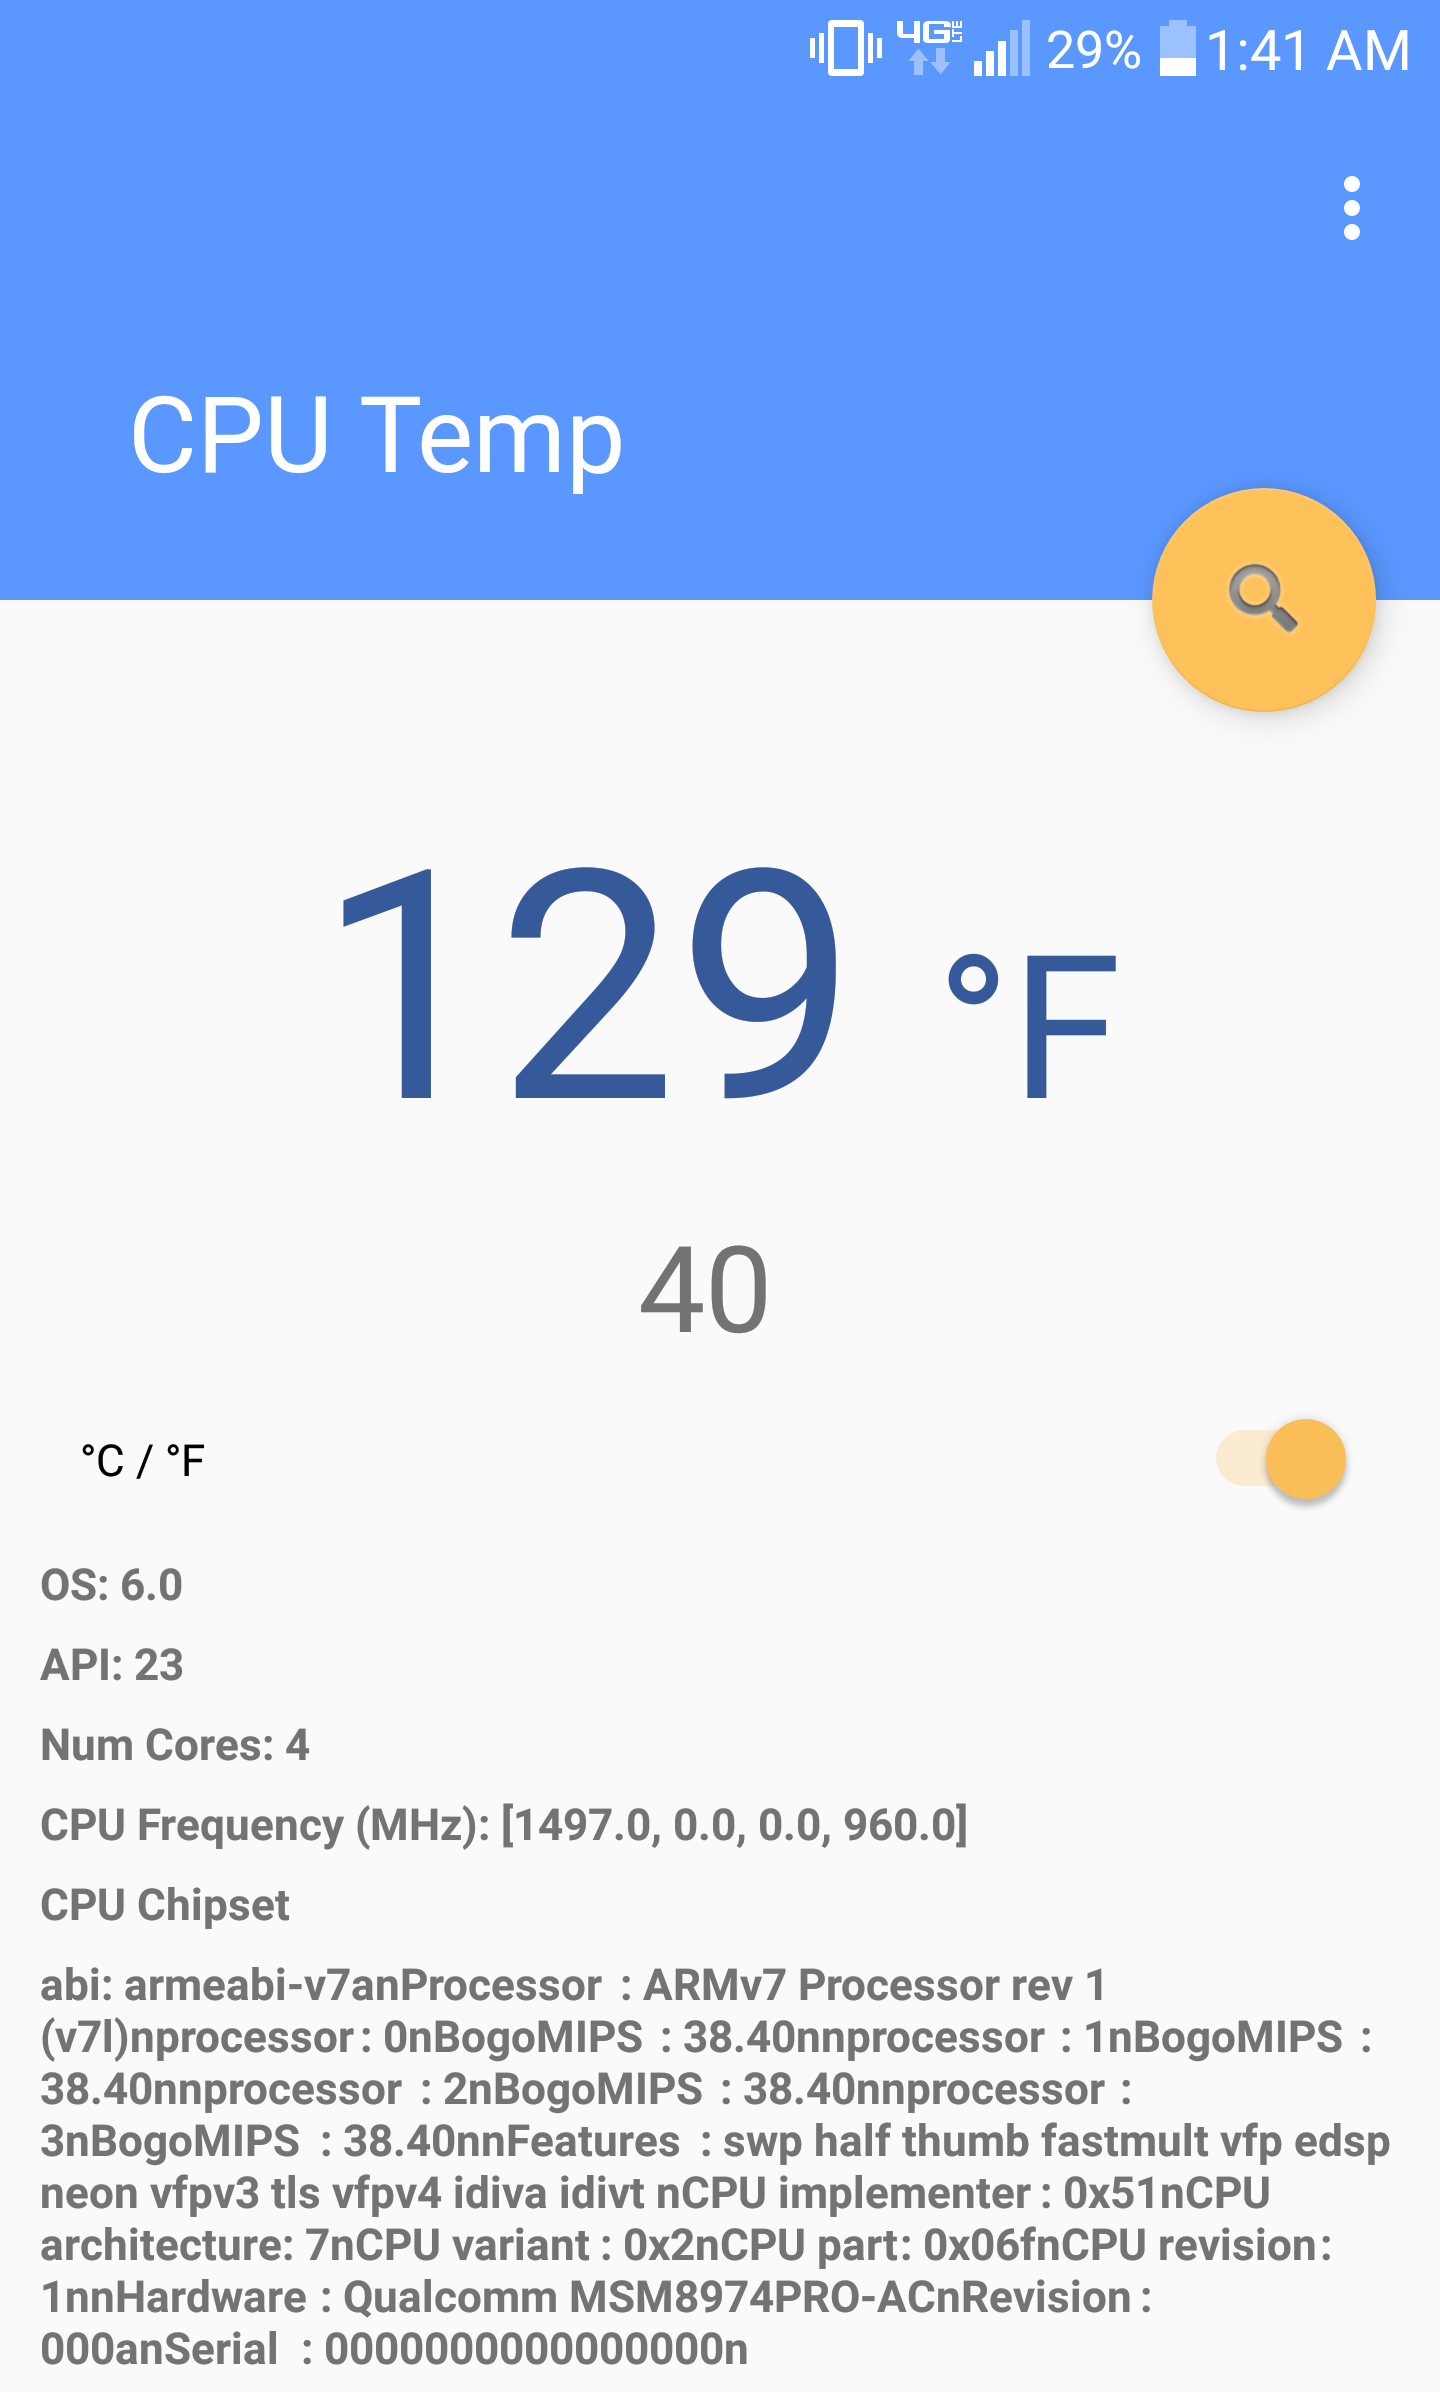 4G LTE 29% 1:41 AM
CPU Temp
129 °F
40
°C / °F
OS: 6.0
API: 23
Num Cores: 4
CPU Frequency (MHz): [1497.0, 0.0, 0.0, 960.0]
CPU Chipset
abi: armeabi-v7anProcessor : ARMv7 Processor rev 1
(v7l)nprocessor : 0nBogoMIPS : 38.40nnprocessor : 1nBogoMIPS :
38.40nnprocessor : 2nBogoMIPS : 38.40nnprocessor :
3nBogoMIPS : 38.40nnFeatures : swp half thumb fastmult vfp edsp
neon vfpv3 tls vfpv4 idiva idivt nCPU implementer : 0x51nCPU
architecture: 7nCPU variant : 0x2nCPU part : 0x06fnCPU revision :
1nnHardware : Qualcomm MSM8974PRO-ACnRevision :
000anSerial : 0000000000000000n